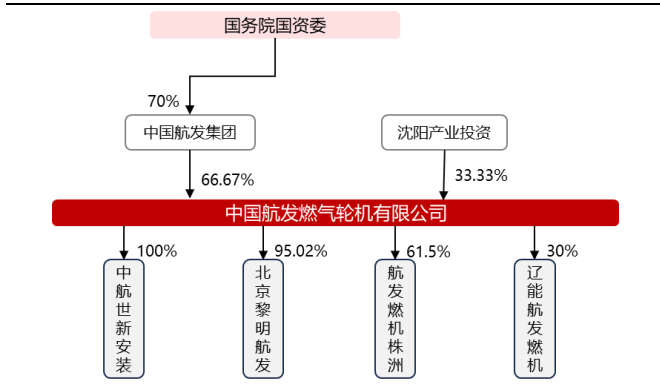 国务院国资委
70%
中国航发集团
沈阳产业投资
66.67%
33.33%
中国航发燃气轮机有限公司
100%
95.02%
61.5%
30%
中航世新安装
北京黎明航发
航发燃机株洲
辽能航发燃机